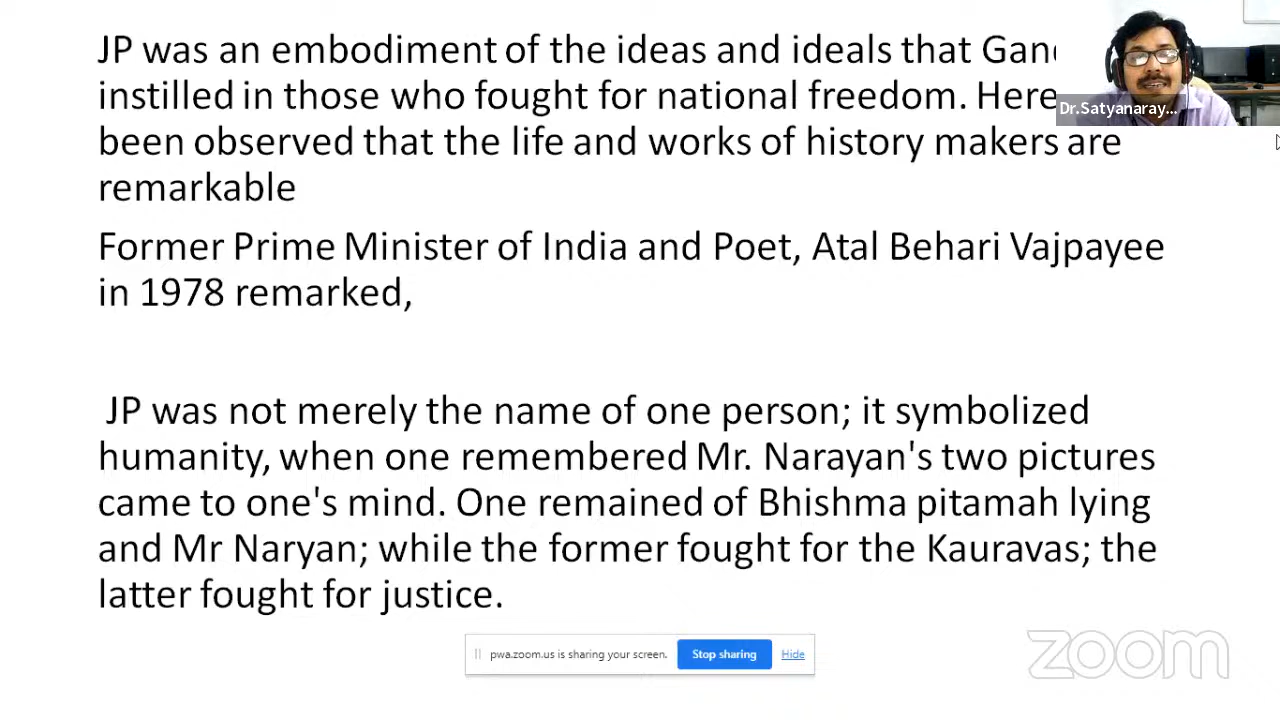 JP was an embodiment of the ideas and ideals that
instilled in those who fought for national freedom. Here
been observed that the life and works of history makers are
remarkable
Former Prime Minister of India and Poet, Atal Behari Vajpayee
in 1978 remarked,
JP was not merely the name of one person; it symbolized
humanity, when one remembered Mr. Narayan's two pictures
came to one's mind. One remained of Bhishma pitamah lying
and Mr Naryan; while the former fought for the Kauravas; the
latter fought for justice.
Dr.Satyanaray...
pwa.zoom.us is sharing your screen.
Stop sharing
Hide
zoom